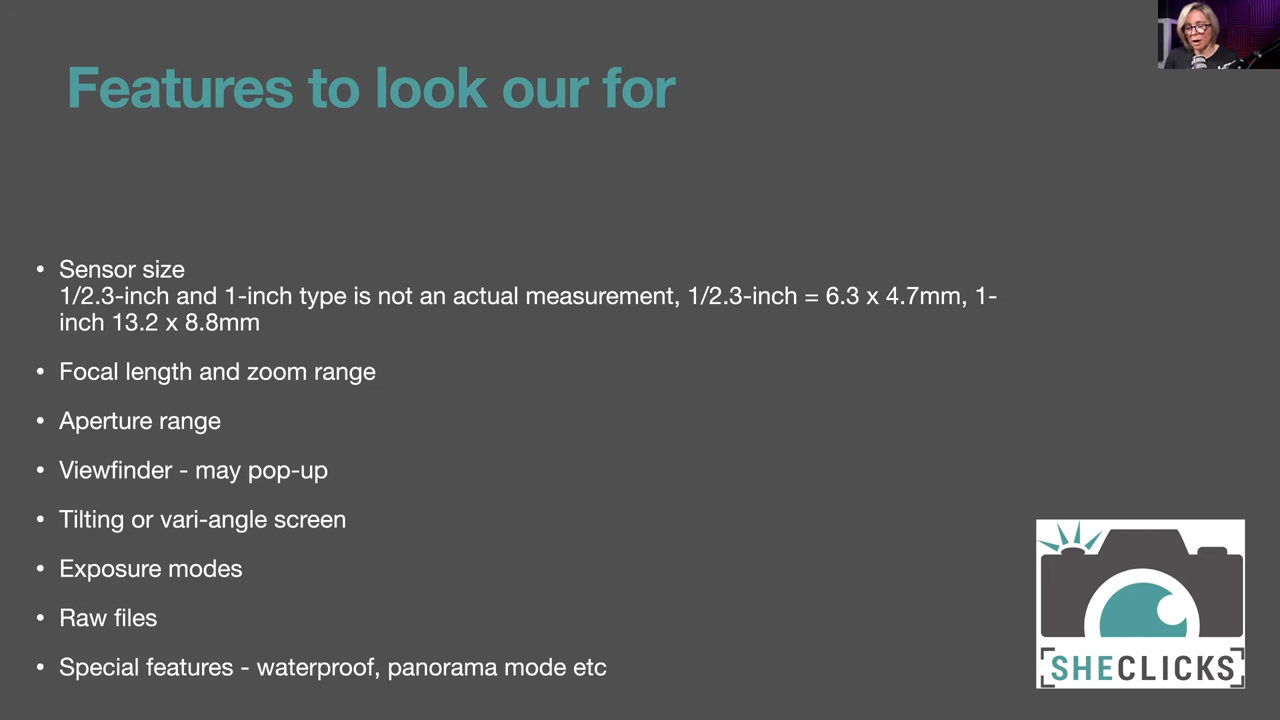 Features to look our for
• Sensor size
1/2.3-inch and 1-inch type is not an actual measurement, 1/2.3-inch = 6.3 x 4.7mm, 1-
inch 13.2 x 8.8mm
• Focal length and zoom range
• Aperture range
• Viewfinder - may pop-up
• Tilting or vari-angle screen
• Exposure modes
• Raw files
• Special features - waterproof, panorama mode etc
SHECLICKS